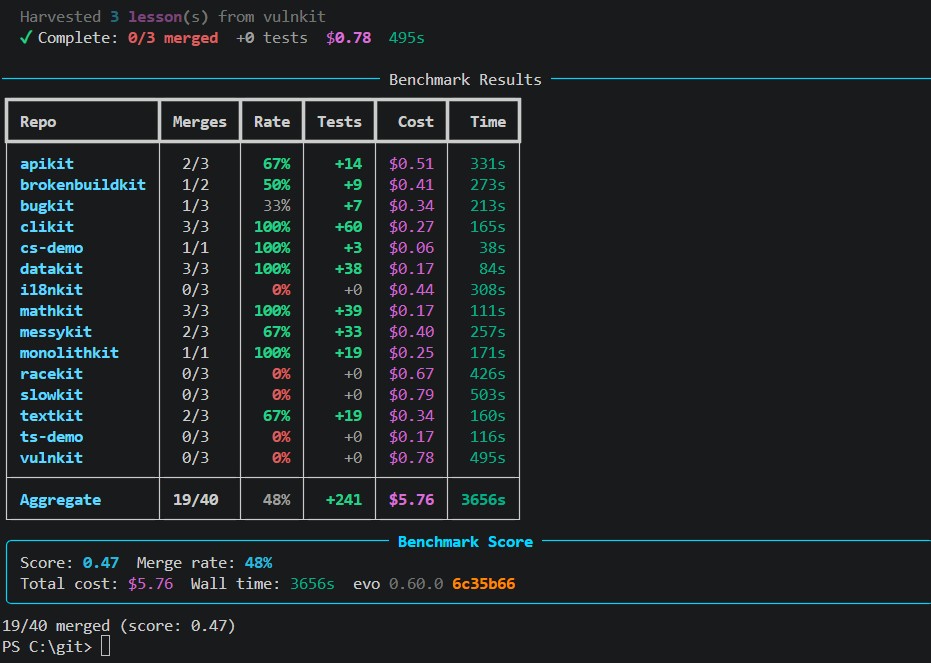 Harvested 3 lesson(s) from vulnkit
✓ Complete: 0/3 merged +0 tests $0.78 495s
Benchmark Results
Repo Merges Rate Tests Cost Time
apikit 2/3 67% +14 $0.51 331s
brokenbuildkit 1/2 50% +9 $0.41 273s
bugkit 1/3 33% +7 $0.34 213s
clikit 3/3 100% +60 $0.27 165s
cs-demo 1/1 100% +3 $0.06 38s
datakit 3/3 100% +38 $0.17 84s
i18nkit 0/3 0% +0 $0.44 308s
mathkit 3/3 100% +39 $0.17 111s
messykit 2/3 67% +33 $0.40 257s
monolithkit 1/1 100% +19 $0.25 171s
racekit 0/3 0% +0 $0.67 426s
slowkit 0/3 0% +0 $0.79 503s
textkit 2/3 67% +19 $0.34 160s
ts-demo 0/3 0% +0 $0.17 116s
vulnkit 0/3 0% +0 $0.78 495s
Aggregate 19/40 48% +241 $5.76 3656s
Benchmark Score
Score: 0.47 Merge rate: 48%
Total cost: $5.76 Wall time: 3656s evo 0.60.0 6c35b66
19/40 merged (score: 0.47)
PS C:\git>